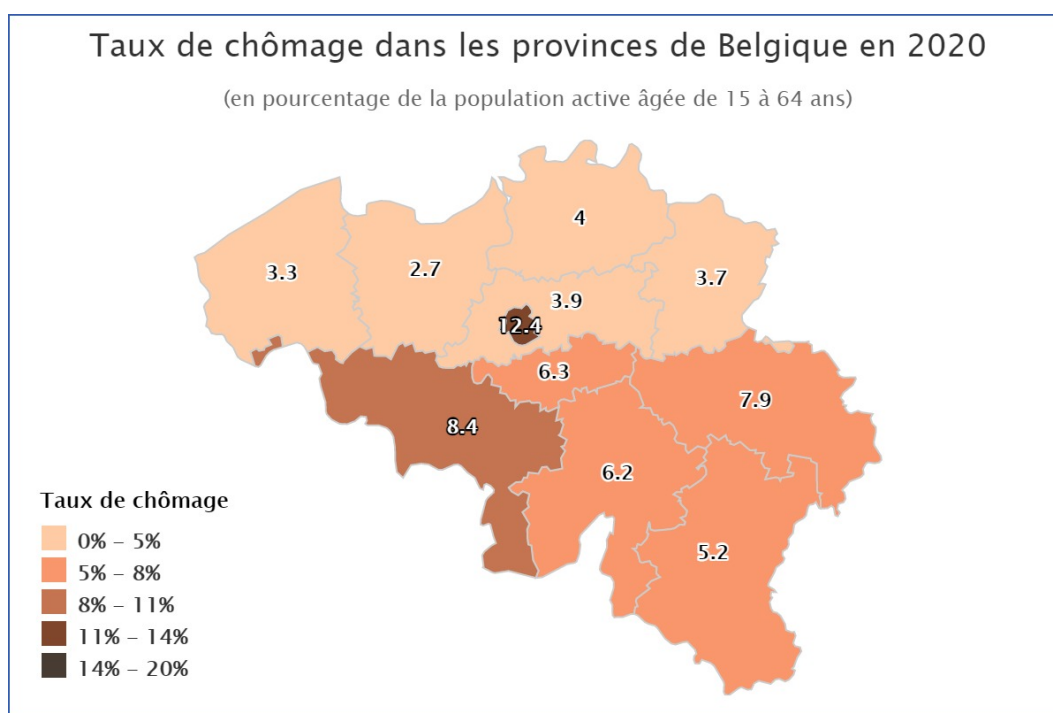 Taux de chômage dans les provinces de Belgique en 2020
(en pourcentage de la population active âgée de 15 à 64 ans)
4
3.3
2.7
3.7
3.9
12.4
6.3
7.9
8.4
6.2
5.2
Taux de chômage
0% – 5%
5% – 8%
8% – 11%
11% – 14%
14% – 20%